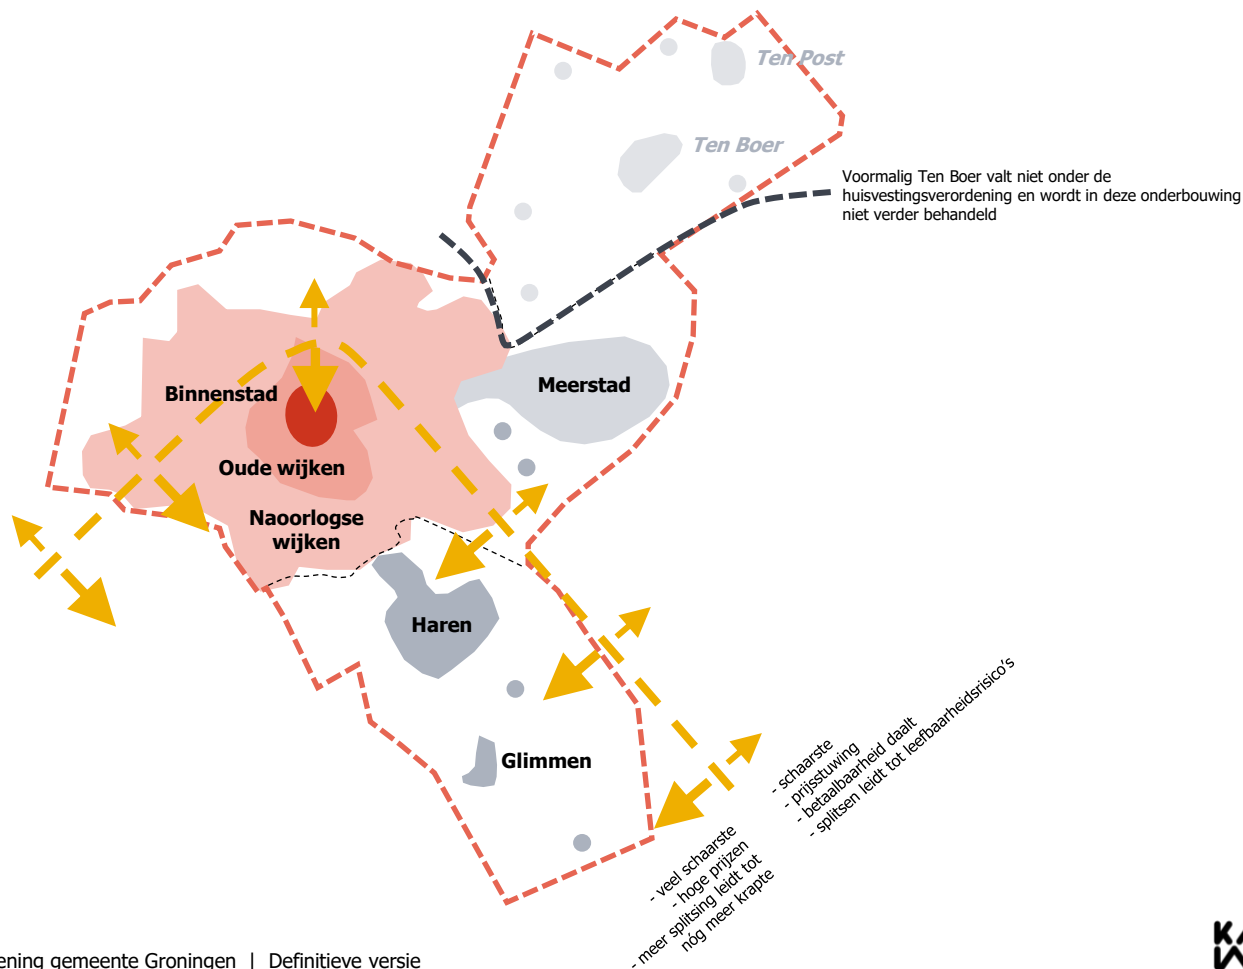 Ten Post
Ten Boer
Voormalig Ten Boer valt niet onder de
huisvestingsverordening en wordt in deze onderbouwing
niet verder behandeld
Binnenstad
Meerstad
Oude wijken
Naoorlogse
wijken
Haren
Glimmen
- schaarste
- prijsstuwing
- betaalbaarheid daalt
- splitsen leidt tot leefbaarheidsrisico's
- veel schaarste
- hoge prijzen
- meer splitsing leidt tot
nóg meer krapte
ening gemeente Groningen | Definitieve versie